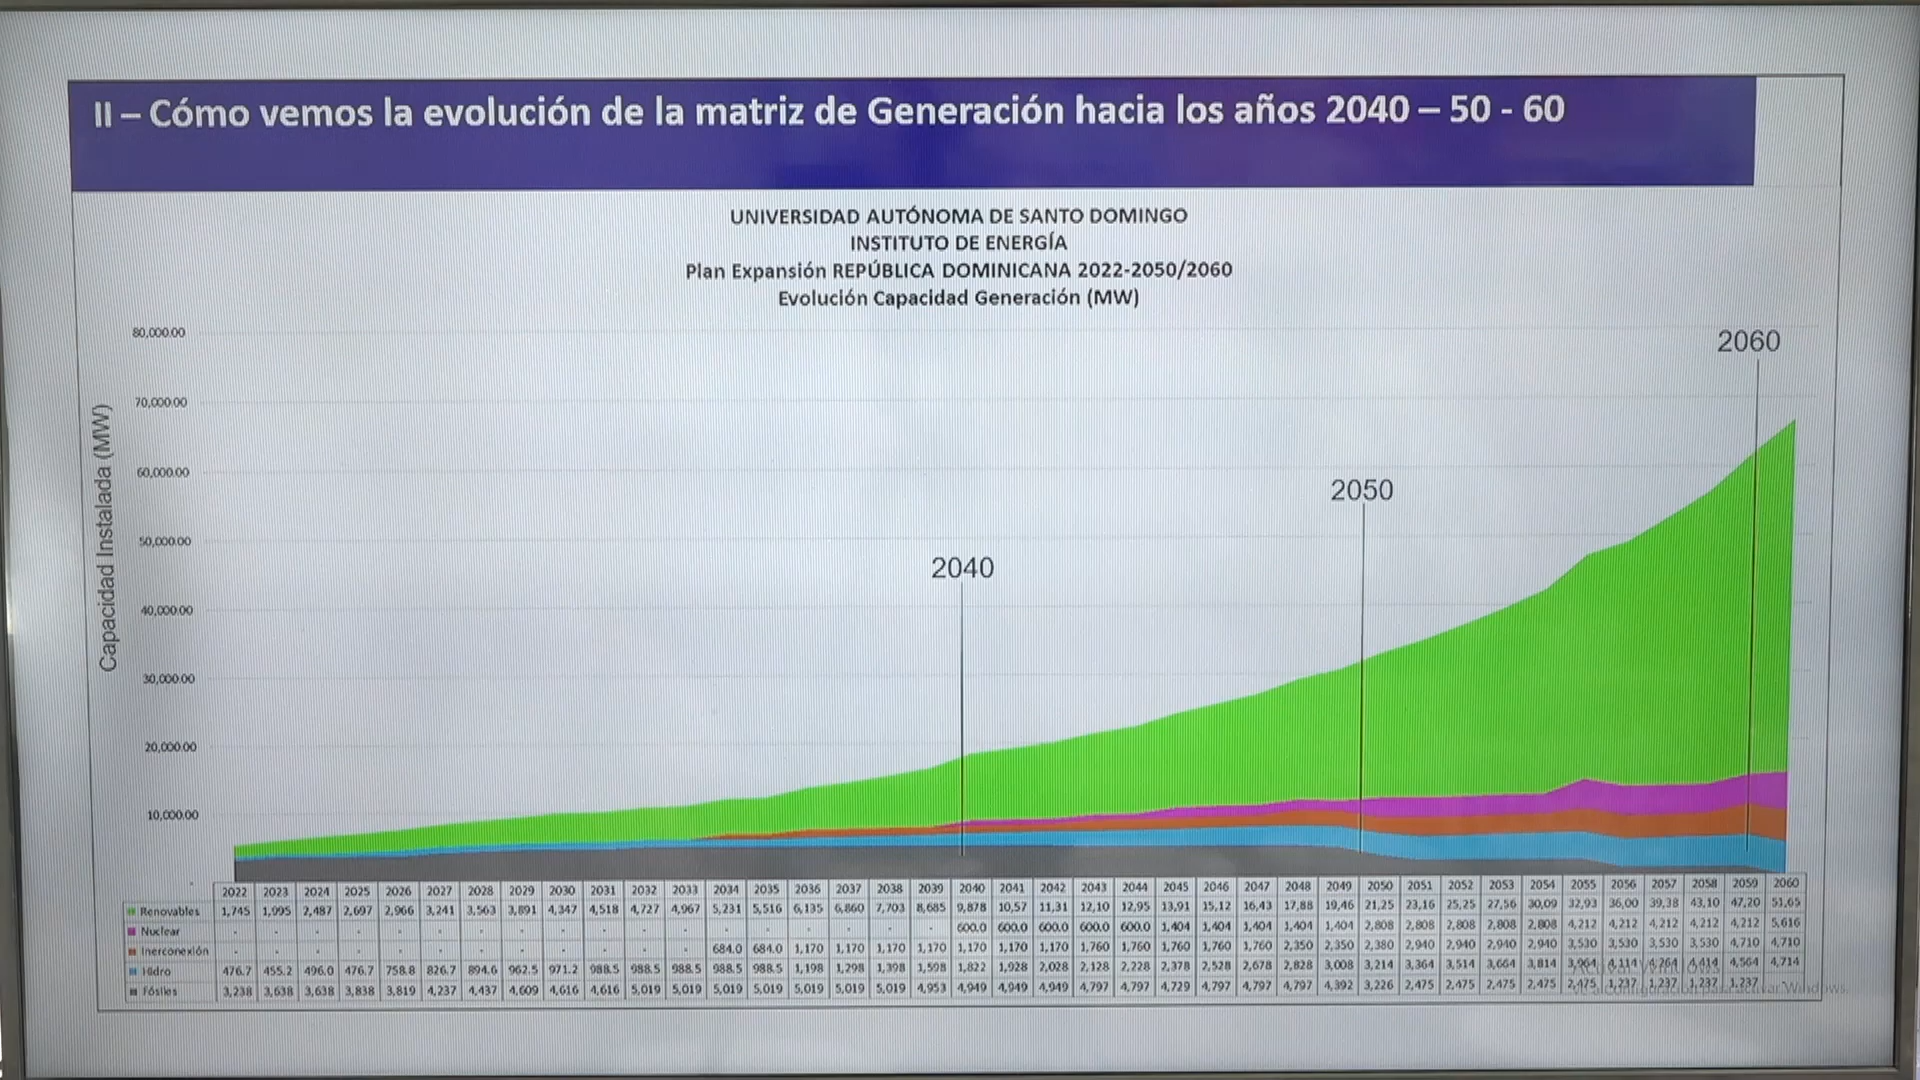 II – Cómo vemos la evolución de la matriz de Generación hacia los años 2040 – 50 - 60
UNIVERSIDAD AUTÓNOMA DE SANTO DOMINGO
INSTITUTO DE ENERGÍA
Plan Expansión REPÚBLICA DOMINICANA 2022-2050/2060
Evolución Capacidad Generación (MW)
Capacidad Instalada (MW)
80,000.00
70,000.00
60,000.00
50,000.00
40,000.00
30,000.00
20,000.00
10,000.00
-
2040
2050
2060
2022 2023 2024 2025 2026 2027 2028 2029 2030 2031 2032 2033 2034 2035 2036 2037 2038 2039 2040 2041 2042 2043 2044 2045 2046 2047 2048 2049 2050 2051 2052 2053 2054 2055 2056 2057 2058 2059 2060
Renovables 1,745 1,995 2,487 2,697 2,966 3,241 3,563 3,891 4,347 4,518 4,727 4,967 5,231 5,516 6,135 6,860 7,703 8,685 9,878 10,57 11,31 12,10 12,95 13,91 15,12 16,43 17,88 19,46 21,25 23,16 25,25 27,56 30,09 32,93 36,00 39,38 43,10 47,20 51,65
Nuclear - - - - - - - - - - - - - - - - - - 600.0 600.0 600.0 600.0 600.0 1,404 1,404 1,404 1,404 1,404 2,808 2,808 2,808 2,808 2,808 4,212 4,212 4,212 4,212 4,212 5,616
Inerconexión - - - - - - - - - - - - 684.0 684.0 1,170 1,170 1,170 1,170 1,170 1,170 1,170 1,760 1,760 1,760 1,760 1,760 2,350 2,350 2,380 2,940 2,940 2,940 2,940 3,530 3,530 3,530 3,530 4,710 4,710
Hidro 476.7 455.2 496.0 476.7 758.8 826.7 894.6 962.5 971.2 988.5 988.5 988.5 988.5 988.5 1,198 1,298 1,398 1,598 1,822 1,928 2,028 2,128 2,228 2,378 2,528 2,678 2,828 3,008 3,214 3,364 3,514 3,664 3,814 3,964 4,114 4,264 4,414 4,564 4,714
Fósiles 3,238 3,638 3,638 3,838 3,819 4,237 4,437 4,609 4,616 4,616 5,019 5,019 5,019 5,019 5,019 5,019 5,019 4,953 4,949 4,949 4,949 4,797 4,797 4,729 4,797 4,797 4,797 4,392 3,226 2,475 2,475 2,475 2,475 2,475 1,237 1,237 1,237 1,237
Activar Windows
Ve a Configuración para activar Windows.